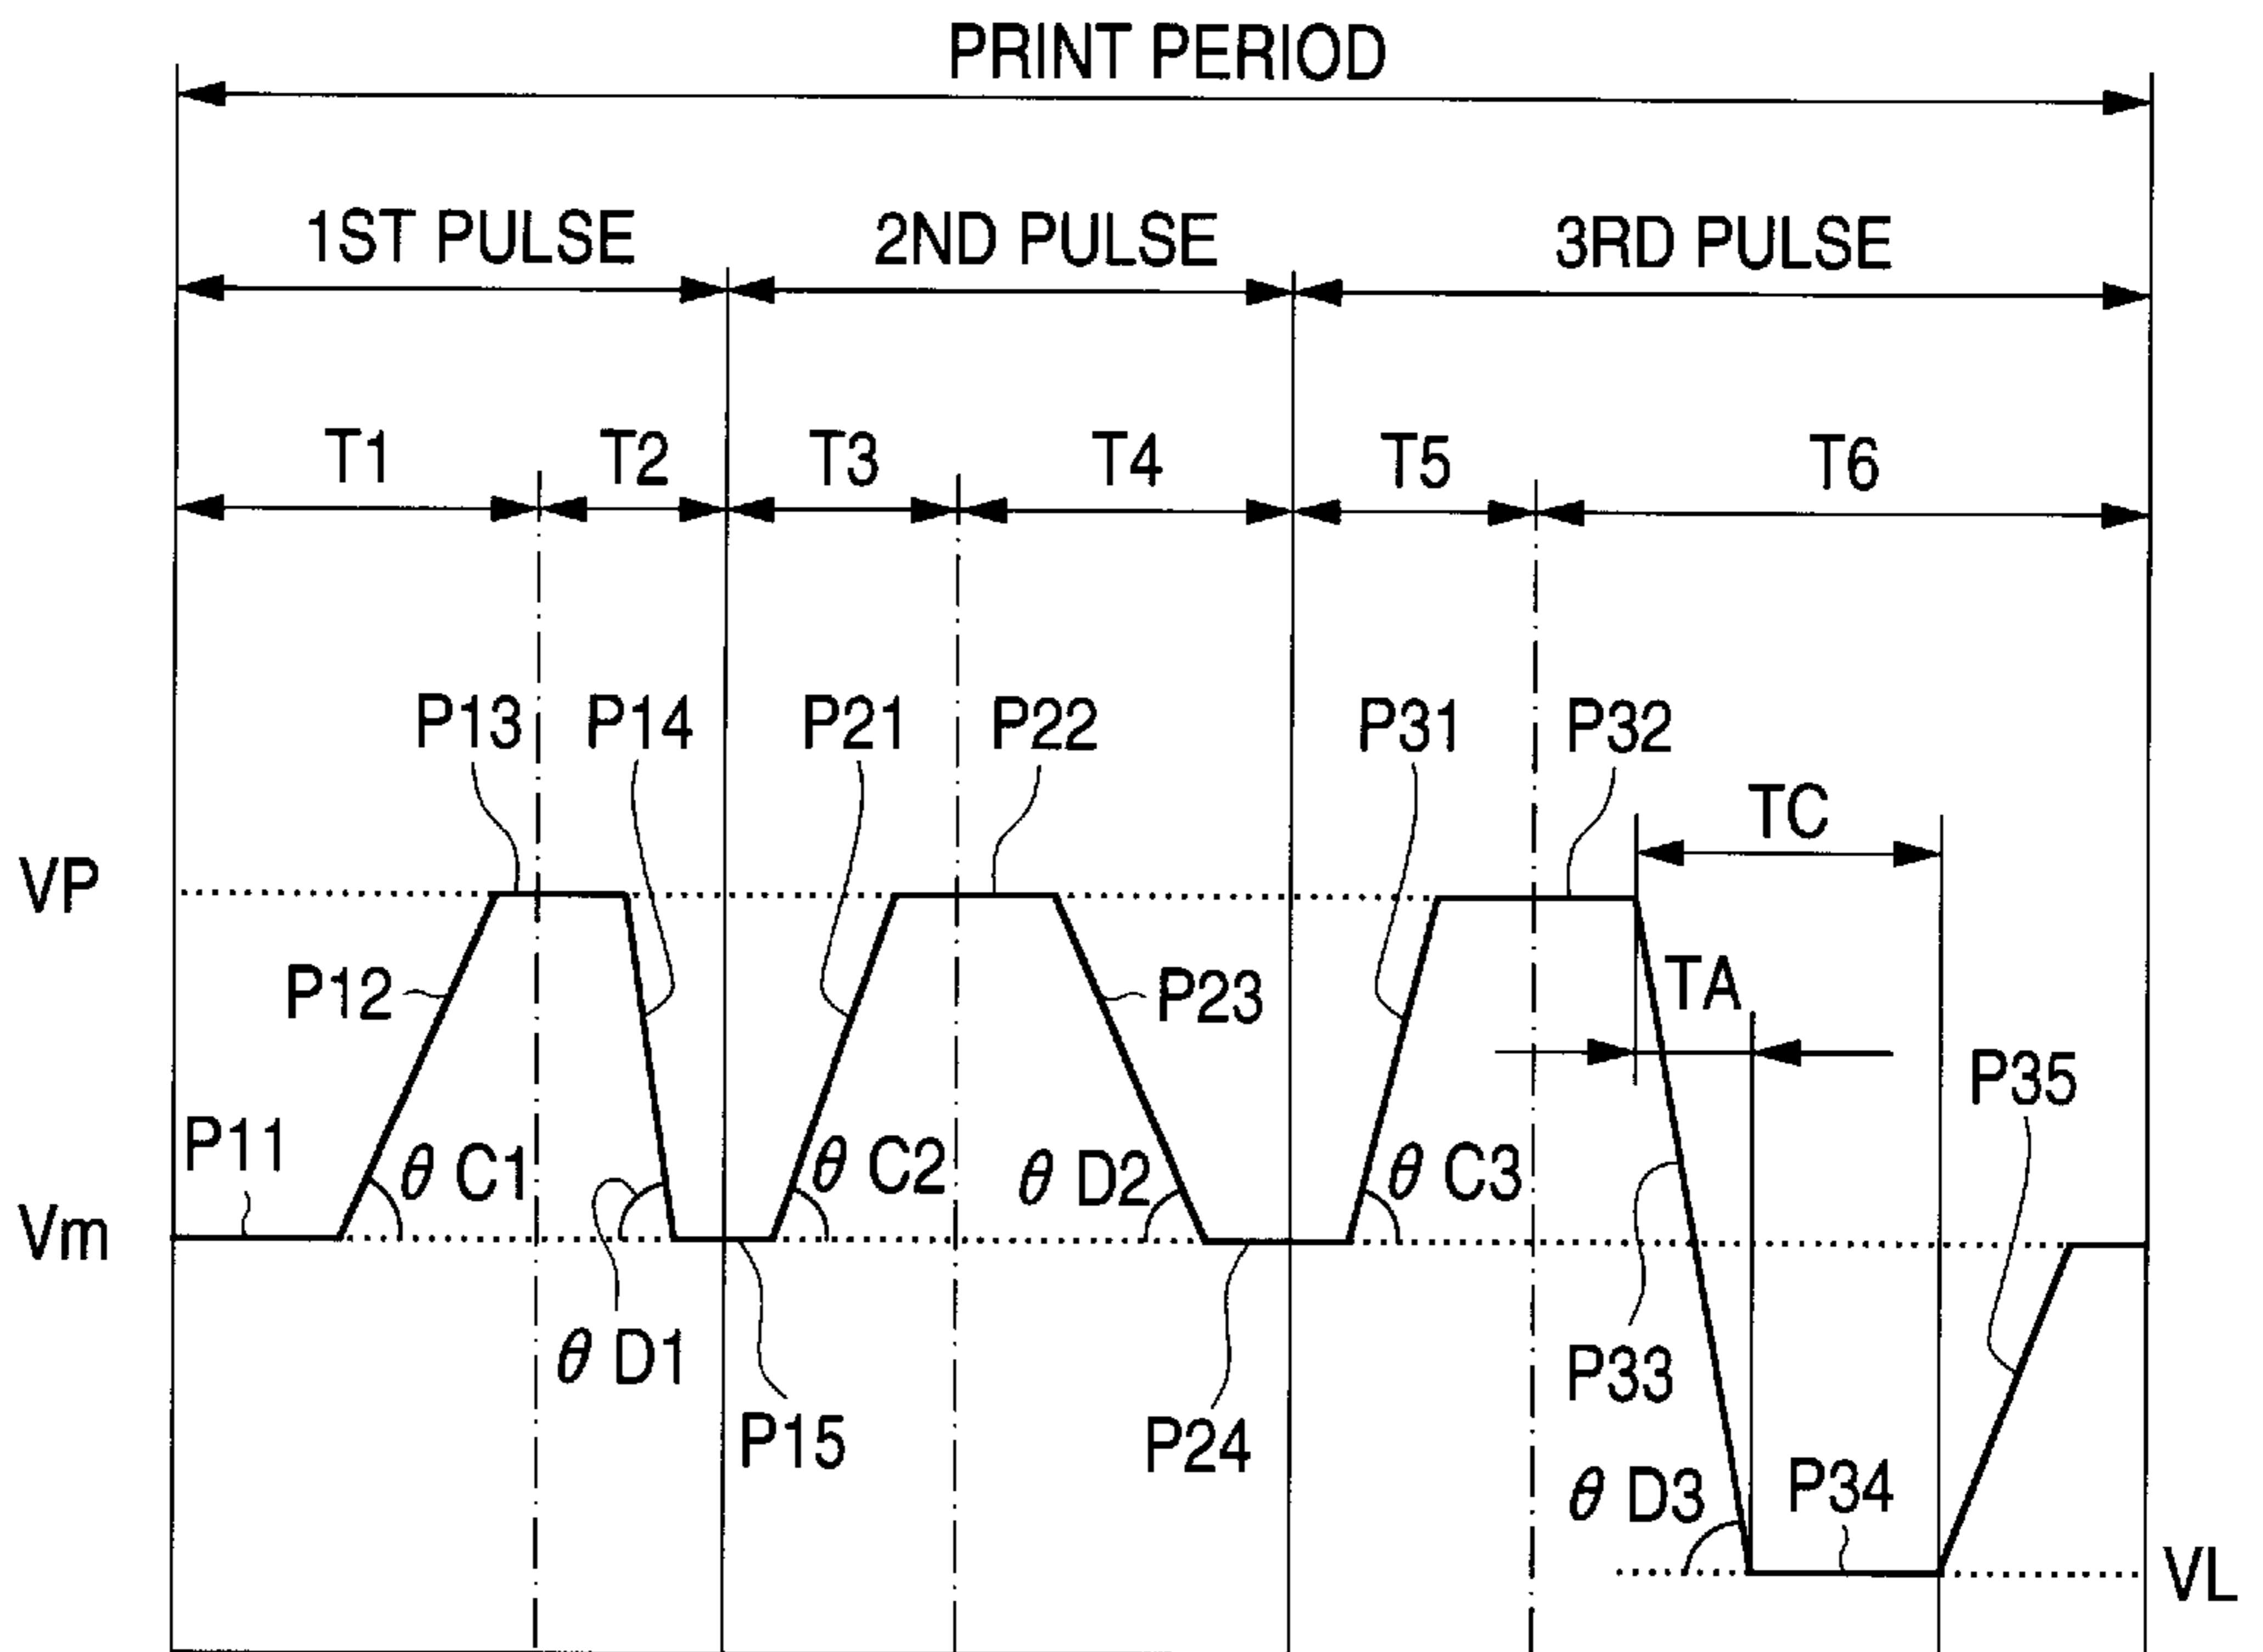 PRINT PERIOD
1ST PULSE 2ND PULSE 3RD PULSE
T1 T2 T3 T4 T5 T6
P13 P14 P21 P22 P31 P32
TC
VP
P12 P23 TA
P35
P11 θ C1 θ C2 θ D2 θ C3
Vm
θ D1 P33
P15 P24
θ D3 P34
VL